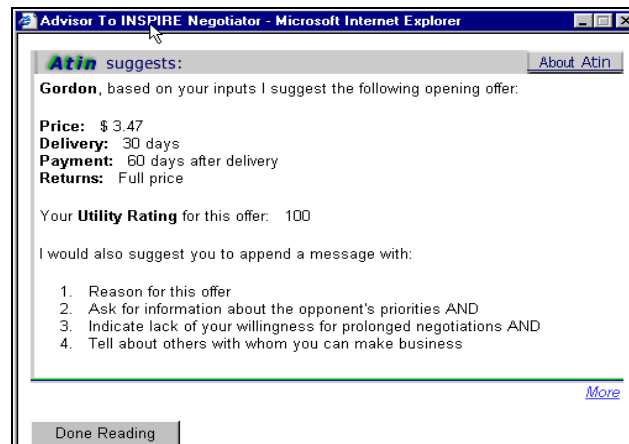 Advisor To INSPIRE Negotiator - Microsoft Internet Explorer
Atin suggests:
About Atin
Gordon, based on your inputs I suggest the following opening offer:
Price: $ 3.47
Delivery: 30 days
Payment: 60 days after delivery
Returns: Full price
Your Utility Rating for this offer: 100
I would also suggest you to append a message with:
1. Reason for this offer
2. Ask for information about the opponent's priorities AND
3. Indicate lack of your willingness for prolonged negotiations AND
4. Tell about others with whom you can make business
More
Done Reading